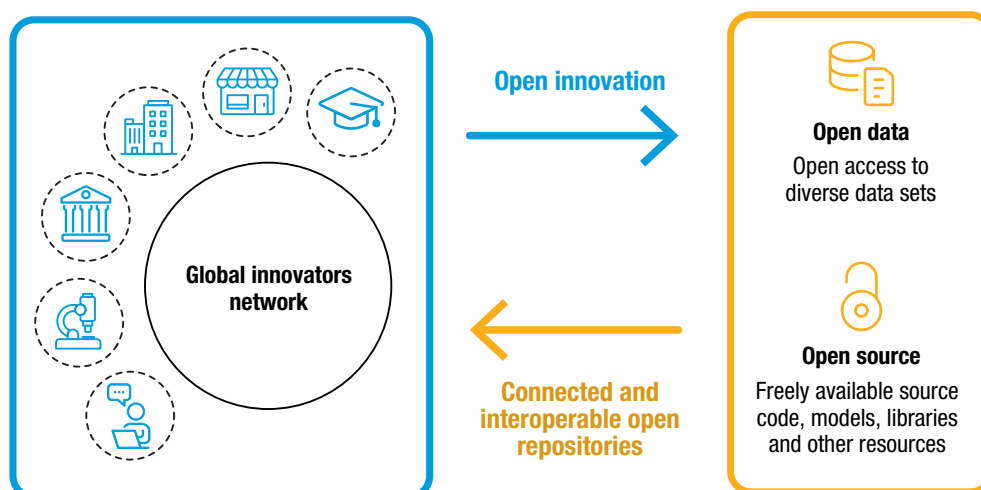 Global innovators
network
Open innovation
Connected and
interoperable open
repositories
Open data
Open access to
diverse data sets
Open source
Freely available source
code, models, libraries
and other resources